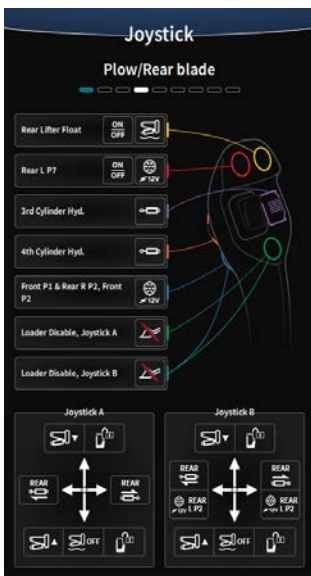 Joystick
Plow/Rear blade
Rear Lifter Float
ON
OFF
Rear L P7
ON
OFF
12V
3rd Cylinder Hyd.
4th Cylinder Hyd.
Front P1 & Rear R P2, Front
P2
12V
Loader Disable, Joystick A
Loader Disable, Joystick B
Joystick A
REAR
REAR
OFF
Joystick B
REAR
REAR
REAR
12V L P2
REAR
12V L P2
OFF